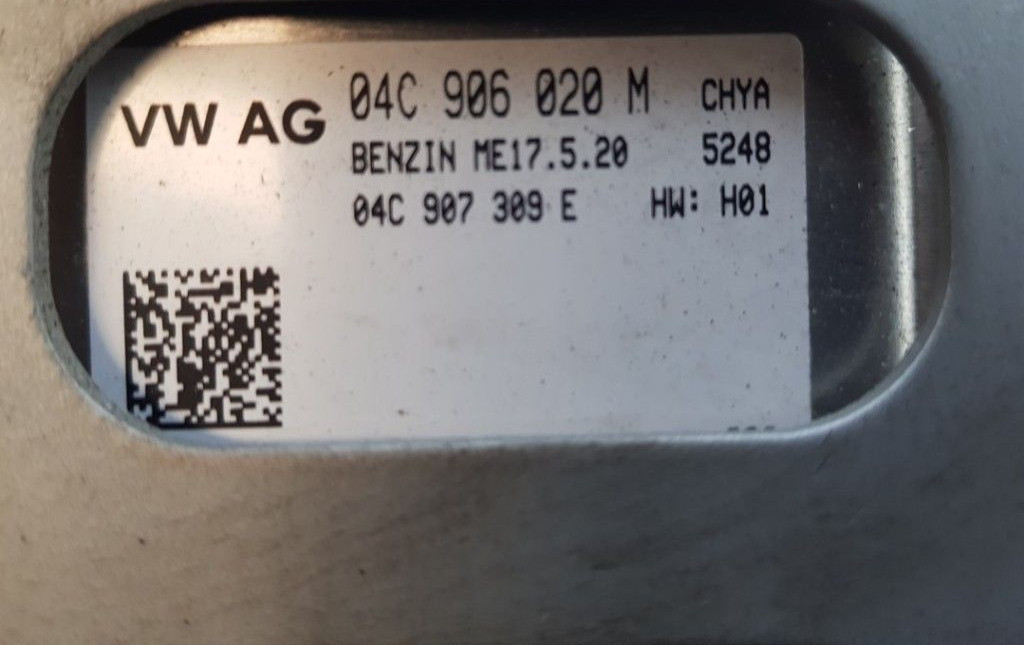 VW AG 04C 906 020 M CHYA
BENZIN ME17.5.20 5248
04C 907 309 E HW: H01